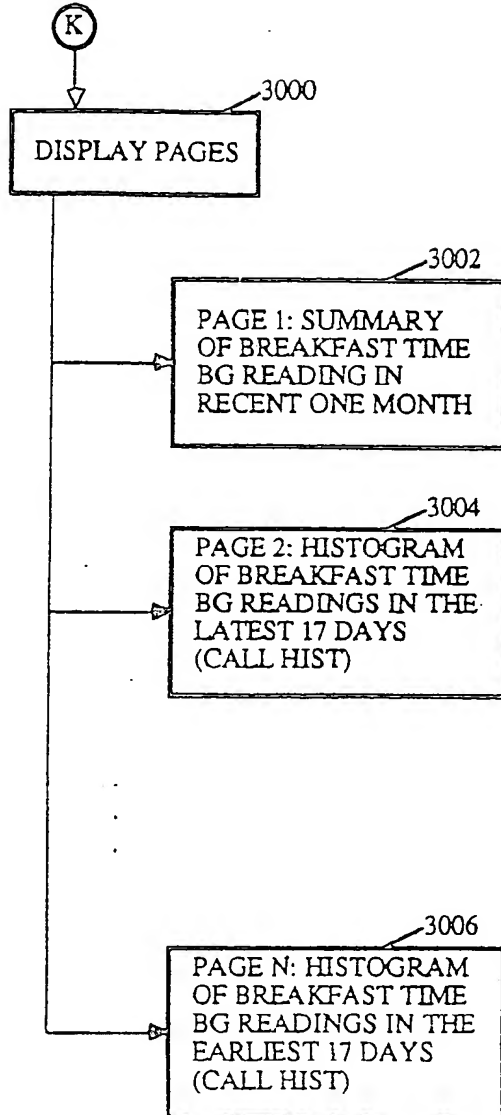 K
3000
DISPLAY PAGES
3002
PAGE 1: SUMMARY
OF BREAKFAST TIME
BG READING IN
RECENT ONE MONTH
3004
PAGE 2: HISTOGRAM
OF BREAKFAST TIME
BG READINGS IN THE
LATEST 17 DAYS
(CALL HIST)
3006
PAGE N: HISTOGRAM
OF BREAKFAST TIME
BG READINGS IN THE
EARLIEST 17 DAYS
(CALL HIST)